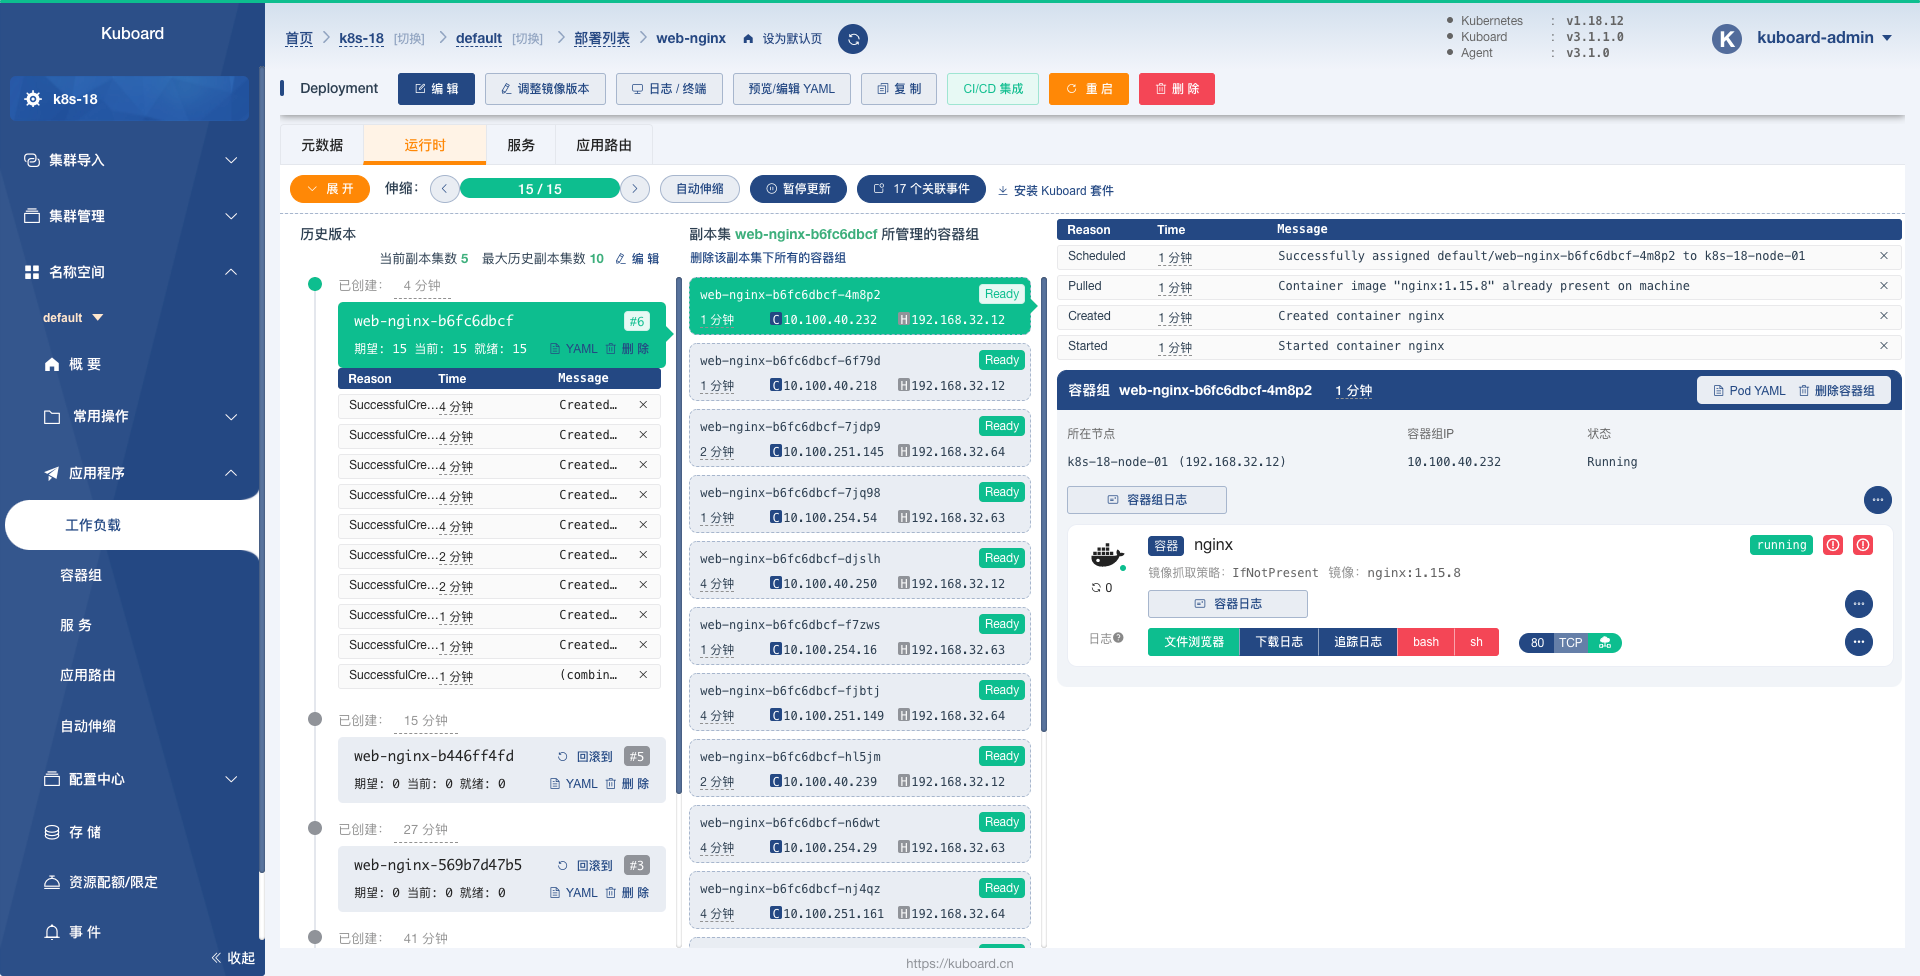 Kuboard
k8s-18
集群导入
集群管理
名称空间
default
概 要
常用操作
应用程序
工作负载
容器组
服 务
应用路由
自动伸缩
配置中心
存 储
资源配额/限定
事 件
收起
首页 k8s-18 [切换] default [切换] 部署列表 web-nginx 设为默认页
Kubernetes : v1.18.12
Kuboard : v3.1.1.0
Agent : v3.1.0
K kuboard-admin
Deployment 编 辑 调整镜像版本 日志 / 终端 预览/编辑 YAML 复 制 CI/CD 集成 重 启 删 除
元数据 运行时 服务 应用路由
展 开 伸缩: 15 / 15 自动伸缩 暂停更新 17 个关联事件 安装 Kuboard 套件
历史版本
当前副本集数 5 最大历史副本集数 10 编 辑
已创建: 4 分钟
web-nginx-b6fc6dbcf #6
期望: 15 当前: 15 就绪: 15 YAML 删 除
Reason Time Message
SuccessfulCre... 4 分钟 Created…
SuccessfulCre... 4 分钟 Created…
SuccessfulCre... 4 分钟 Created…
SuccessfulCre... 4 分钟 Created…
SuccessfulCre... 4 分钟 Created…
SuccessfulCre... 2 分钟 Created…
SuccessfulCre... 2 分钟 Created…
SuccessfulCre... 1 分钟 Created…
SuccessfulCre... 1 分钟 Created…
SuccessfulCre... 1 分钟 (combin…
已创建: 15 分钟
web-nginx-b446ff4fd 回滚到 #5
期望: 0 当前: 0 就绪: 0 YAML 删 除
已创建: 27 分钟
web-nginx-569b7d47b5 回滚到 #3
期望: 0 当前: 0 就绪: 0 YAML 删 除
已创建: 41 分钟
副本集 web-nginx-b6fc6dbcf 所管理的容器组
删除该副本集下所有的容器组
web-nginx-b6fc6dbcf-4m8p2 Ready
1 分钟 C 10.100.40.232 H 192.168.32.12
web-nginx-b6fc6dbcf-6f79d Ready
1 分钟 C 10.100.40.218 H 192.168.32.12
web-nginx-b6fc6dbcf-7jdp9 Ready
2 分钟 C 10.100.251.145 H 192.168.32.64
web-nginx-b6fc6dbcf-7jq98 Ready
1 分钟 C 10.100.254.54 H 192.168.32.63
web-nginx-b6fc6dbcf-djslh Ready
4 分钟 C 10.100.40.250 H 192.168.32.12
web-nginx-b6fc6dbcf-f7zws Ready
1 分钟 C 10.100.254.16 H 192.168.32.63
web-nginx-b6fc6dbcf-fjbtj Ready
4 分钟 C 10.100.251.149 H 192.168.32.64
web-nginx-b6fc6dbcf-hl5jm Ready
2 分钟 C 10.100.40.239 H 192.168.32.12
web-nginx-b6fc6dbcf-n6dwt Ready
4 分钟 C 10.100.254.29 H 192.168.32.63
web-nginx-b6fc6dbcf-nj4qz Ready
4 分钟 C 10.100.251.161 H 192.168.32.64
Reason Time Message
Scheduled 1 分钟 Successfully assigned default/web-nginx-b6fc6dbcf-4m8p2 to k8s-18-node-01
Pulled 1 分钟 Container image "nginx:1.15.8" already present on machine
Created 1 分钟 Created container nginx
Started 1 分钟 Started container nginx
容器组 web-nginx-b6fc6dbcf-4m8p2 1 分钟 Pod YAML 删除容器组
所在节点 容器组IP 状态
k8s-18-node-01 (192.168.32.12) 10.100.40.232 Running
容器组日志
容器 nginx running
镜像抓取策略: IfNotPresent 镜像: nginx:1.15.8
0
容器日志
日志 文件浏览器 下载日志 追踪日志 bash sh 80 TCP
https://kuboard.cn